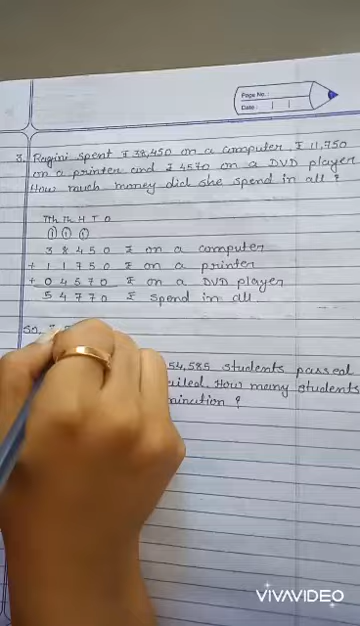 Page No. :
Date :
3. Ragini spent ₹ 38,450 on a computer, ₹ 11,750
on a printer and ₹ 4570 on a DVD player
How much money did she spend in all ?
TTh Th H T O
① ① ①
3 8 4 5 0 ₹ on a computer
+ 1 1 7 5 0 ₹ on a printer
+ 0 4 5 7 0 ₹ on a DVD player
5 4 7 7 0 ₹ spend in all
So,
54,585 students passed
How many students
?
VIVAVIDEO